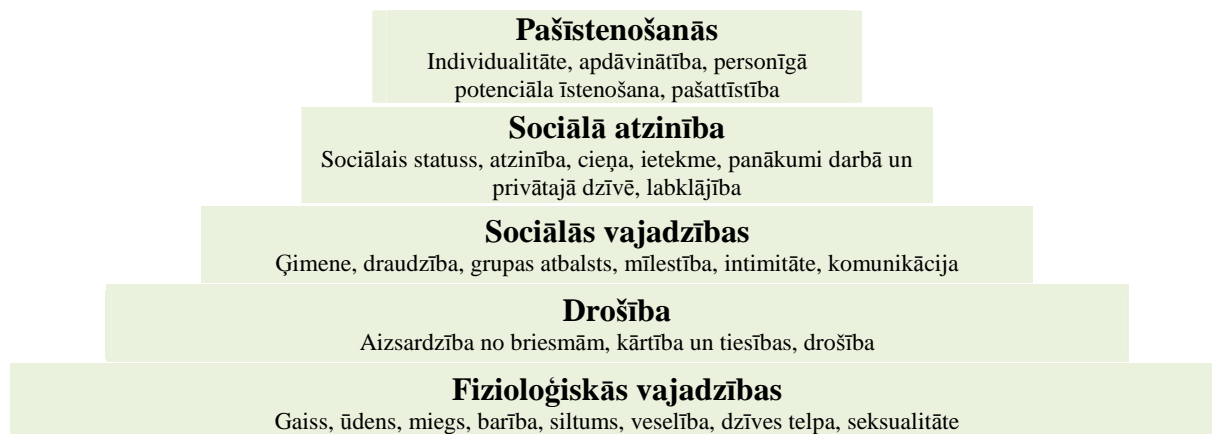 Pašīstenošanās
Individualitāte, apdāvinātība, personīgā
potenciāla īstenošana, pašattīstība
Sociālā atzinība
Sociālais statuss, atzinība, cieņa, ietekme, panākumi darbā un
privātajā dzīvē, labklājība
Sociālās vajadzības
Ģimene, draudzība, grupas atbalsts, mīlestība, intimitāte, komunikācija
Drošība
Aizsardzība no briesmām, kārtība un tiesības, drošība
Fizioloģiskās vajadzības
Gaiss, ūdens, miegs, barība, siltums, veselība, dzīves telpa, seksualitāte